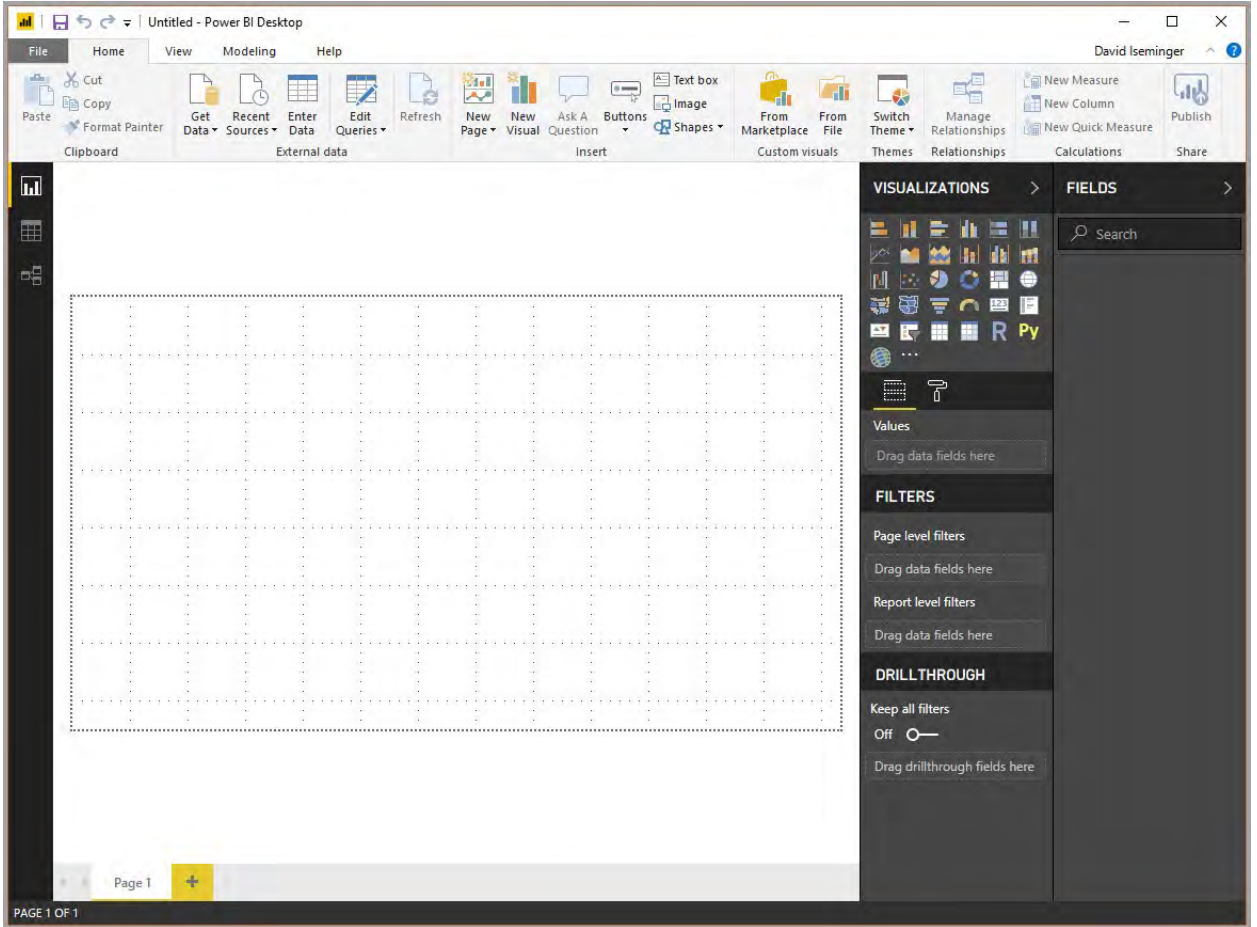 Untitled - Power BI Desktop
File Home View Modeling Help David Iseminger
Paste
Cut
Copy
Format Painter
Clipboard
Get Data
Recent Sources
Enter Data
Edit Queries
Refresh
External data
New Page
New Visual
Ask A Question
Buttons
Text box
Image
Shapes
Insert
From Marketplace
From File
Custom visuals
Switch Theme
Themes
Manage Relationships
Relationships
New Measure
New Column
New Quick Measure
Calculations
Publish
Share
VISUALIZATIONS
123
R Py
Values
Drag data fields here
FILTERS
Page level filters
Drag data fields here
Report level filters
Drag data fields here
DRILLTHROUGH
Keep all filters
Off
Drag drillthrough fields here
FIELDS
Search
Page 1
PAGE 1 OF 1